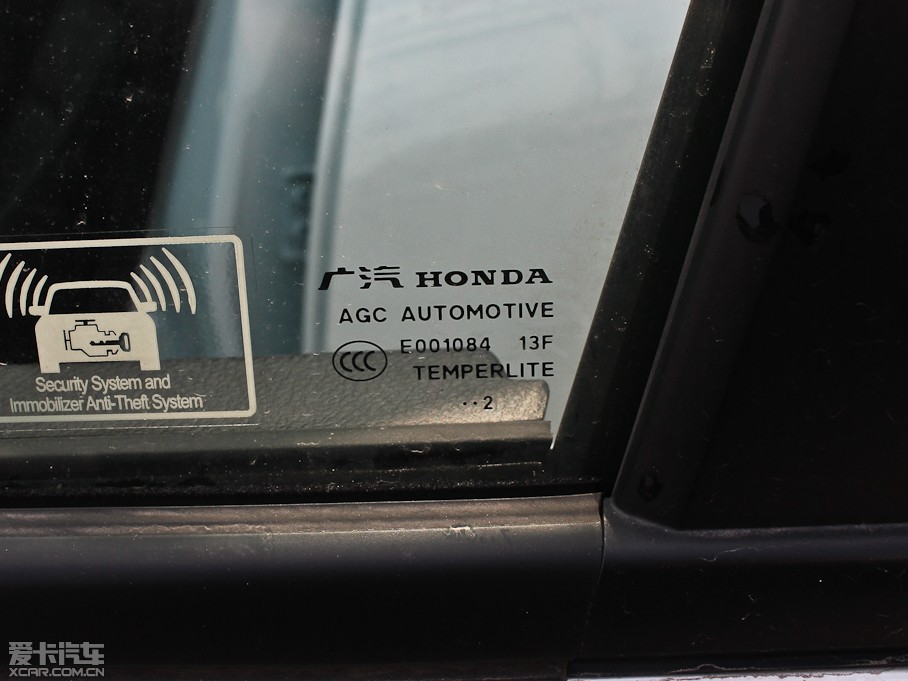 广汽 HONDA
AGC AUTOMOTIVE
CCC E001084 13F
TEMPERLITE
··2
Security System and
Immobilizer Anti-Theft System
爱卡汽车
XCAR.COM.CN